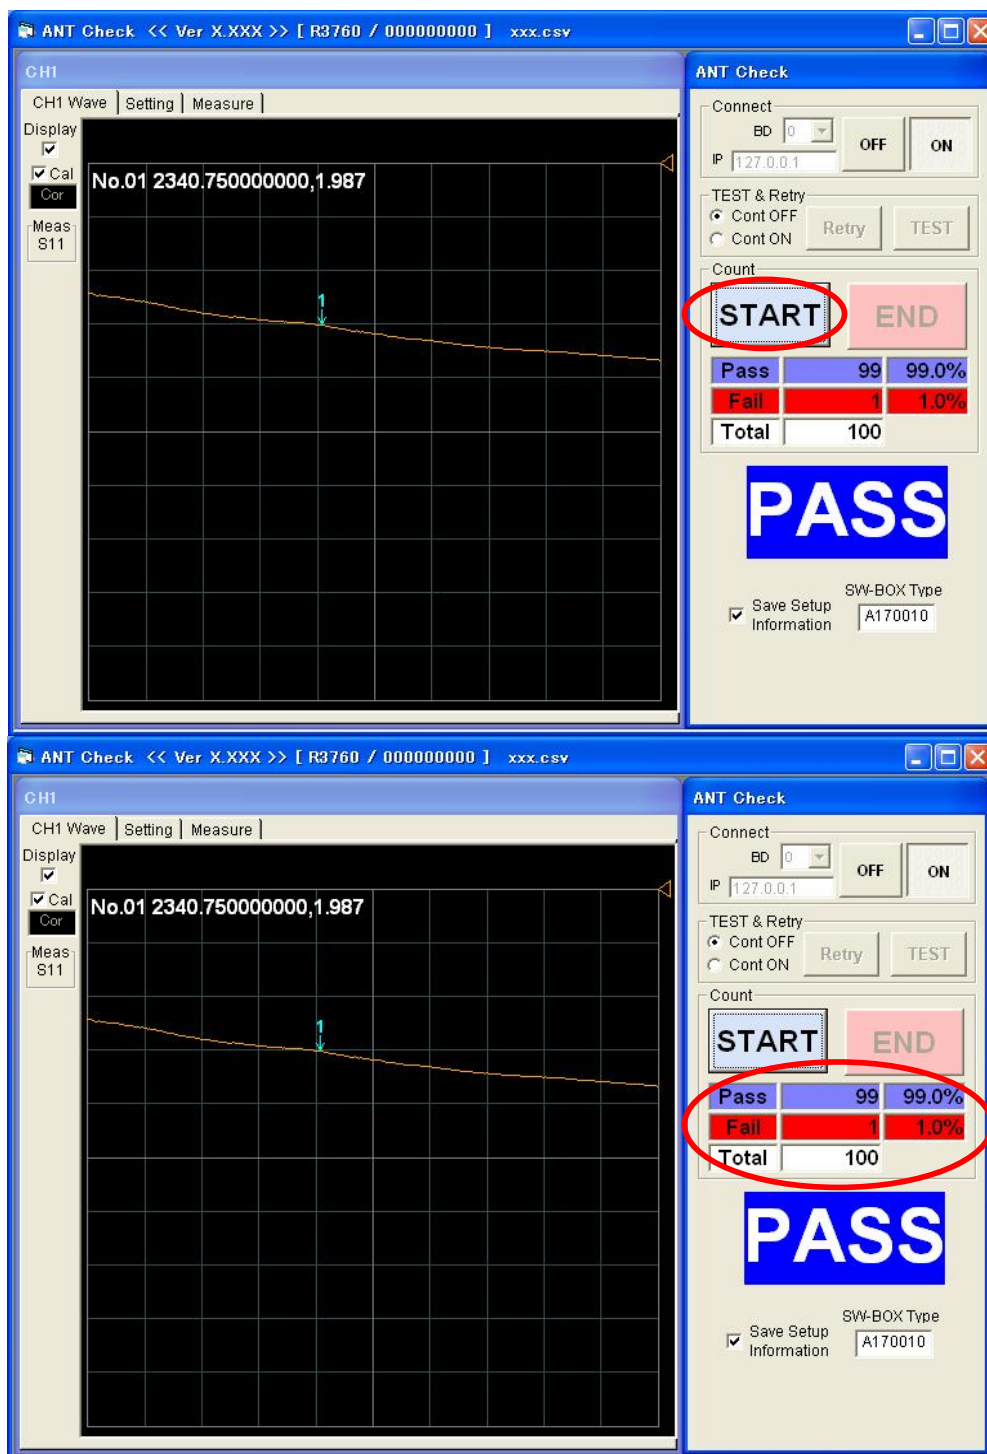 ANT Check << Ver X.XXX >> [ R3760 / 000000000 ] xxx.csv
CH1
CH1 Wave Setting Measure
Display
Cal
Cor
Meas
S11
No.01 2340.750000000,1.987
1
ANT Check
Connect
BD 0
IP 127.0.0.1
OFF ON
TEST & Retry
Cont OFF
Cont ON
Retry TEST
Count
START END
Pass 99 99.0%
Fail 1 1.0%
Total 100
PASS
Save Setup
Information
SW-BOX Type
A170010
ANT Check << Ver X.XXX >> [ R3760 / 000000000 ] xxx.csv
CH1
CH1 Wave Setting Measure
Display
Cal
Cor
Meas
S11
No.01 2340.750000000,1.987
1
ANT Check
Connect
BD 0
IP 127.0.0.1
OFF ON
TEST & Retry
Cont OFF
Cont ON
Retry TEST
Count
START END
Pass 99 99.0%
Fail 1 1.0%
Total 100
PASS
Save Setup
Information
SW-BOX Type
A170010